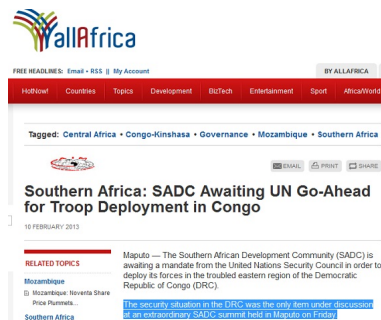 allAfrica
FREE HEADLINES: Email • RSS || My Account
BY ALLAFRICA
HotNow! Countries Topics Development BizTech Entertainment Sport Africa/World
Tagged: Central Africa • Congo-Kinshasa • Governance • Mozambique • Southern Africa
EMAIL PRINT SHARE
Southern Africa: SADC Awaiting UN Go-Ahead
for Troop Deployment in Congo
10 FEBRUARY 2013
RELATED TOPICS
Mozambique
Mozambique: Noventa Share
Price Plummets...
Southern Africa
Maputo — The Southern African Development Community (SADC) is
awaiting a mandate from the United Nations Security Council in order to
deploy its forces in the troubled eastern region of the Democratic
Republic of Congo (DRC).
The security situation in the DRC was the only item under discussion
at an extraordinary SADC summit held in Maputo on Friday.